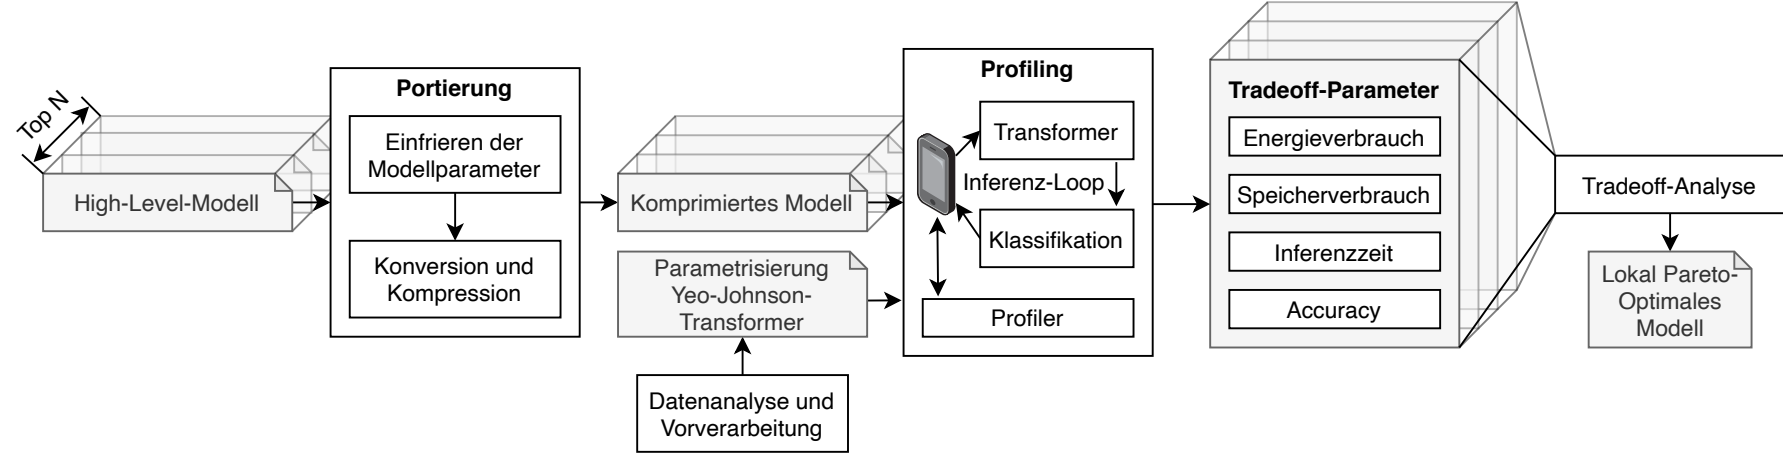 Top N
High-Level-Modell
Portierung
Einfrieren der
Modellparameter
Konversion und
Kompression
Komprimiertes Modell
Parametrisierung
Yeo-Johnson-
Transformer
Datenanalyse und
Vorverarbeitung
Profiling
Transformer
Inferenz-Loop
Klassifikation
Profiler
Tradeoff-Parameter
Energieverbrauch
Speicherverbrauch
Inferenzzeit
Accuracy
Tradeoff-Analyse
Lokal Pareto-
Optimales
Modell